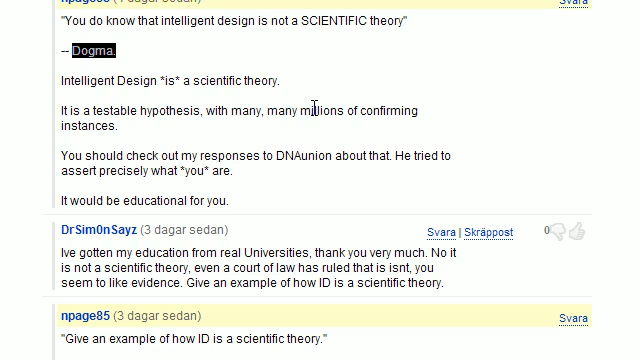 Svara
"You do know that intelligent design is not a SCIENTIFIC theory"
-- Dogma.
Intelligent Design *is* a scientific theory.
It is a testable hypothesis, with many, many millions of confirming
instances.
You should check out my responses to DNAunion about that. He tried to
assert precisely what *you* are.
It would be educational for you.
DrSim0nSayz (3 dagar sedan) Svara | Skräppost 0
Ive gotten my education from real Universities, thank you very much. No it
is not a scientific theory, even a court of law has ruled that is isnt, you
seem to like evidence. Give an example of how ID is a scientific theory.
npage85 (3 dagar sedan) Svara
"Give an example of how ID is a scientific theory."